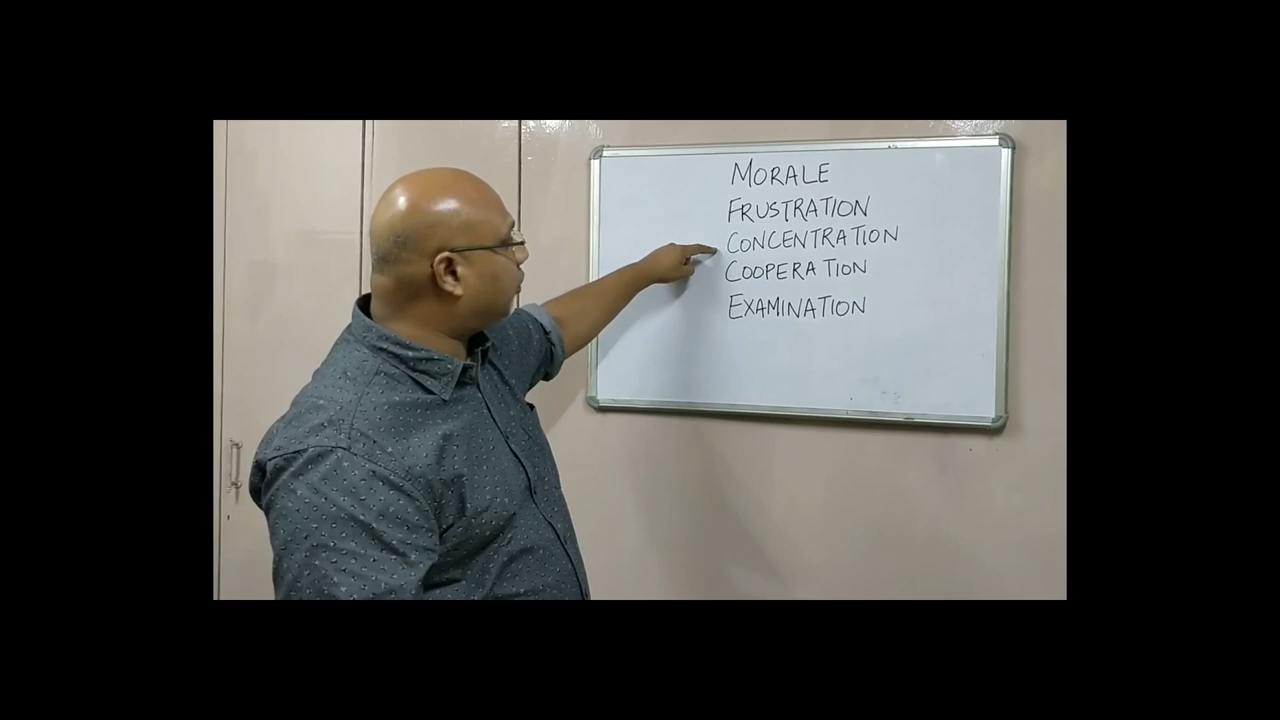 MORALE
FRUSTRATION
CONCENTRATION
COOPERATION
EXAMINATION